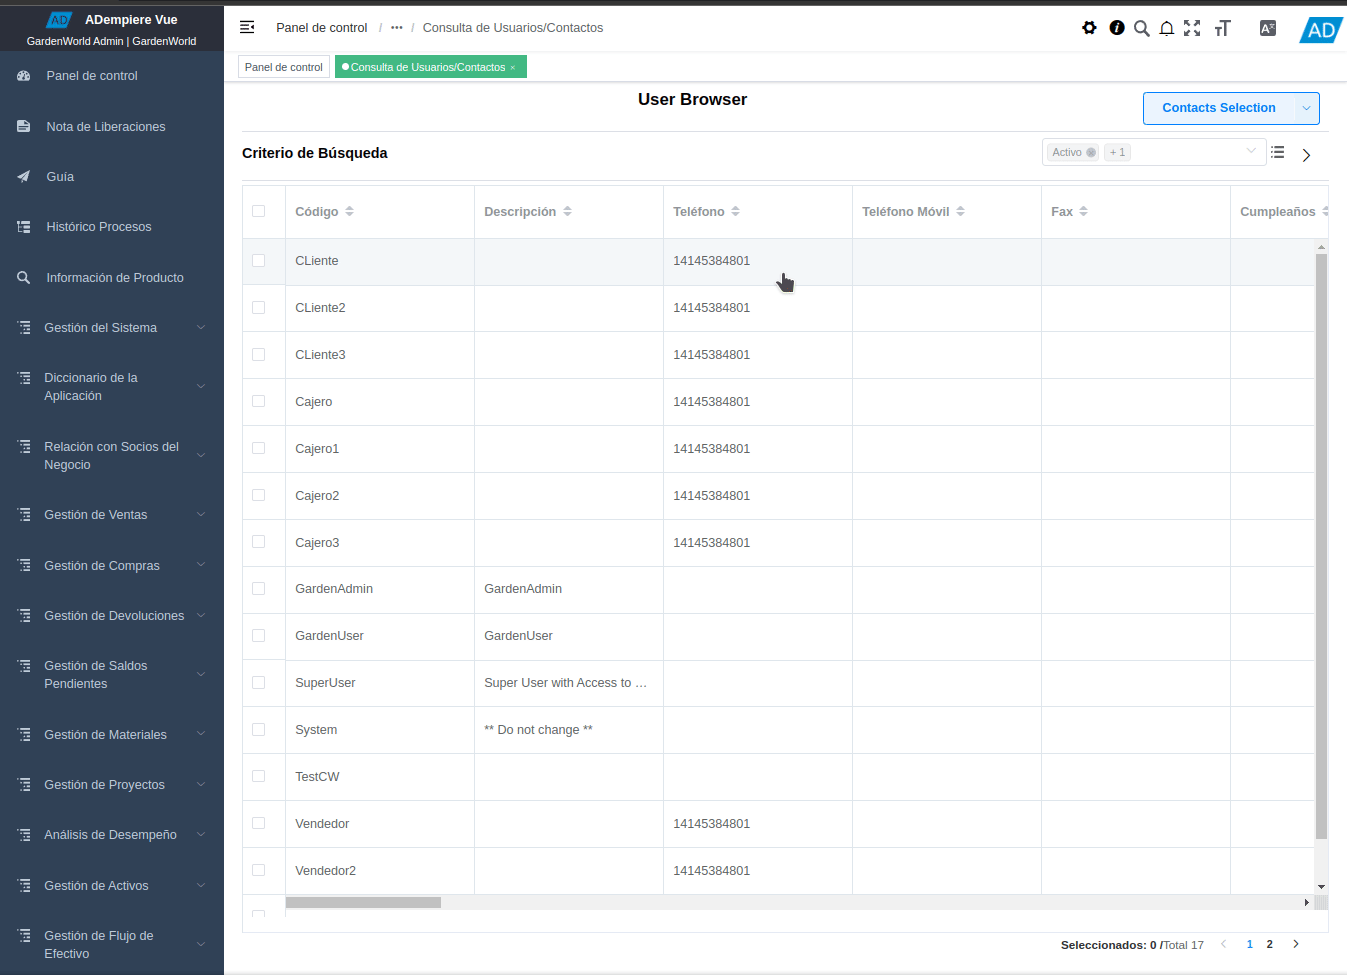 AD ADempiere Vue
GardenWorld Admin | GardenWorld
Panel de control
Nota de Liberaciones
Guía
Histórico Procesos
Información de Producto
Gestión del Sistema
Diccionario de la
Aplicación
Relación con Socios del
Negocio
Gestión de Ventas
Gestión de Compras
Gestión de Devoluciones
Gestión de Saldos
Pendientes
Gestión de Materiales
Gestión de Proyectos
Análisis de Desempeño
Gestión de Activos
Gestión de Flujo de
Efectivo
Panel de control / ••• / Consulta de Usuarios/Contactos
AD
Panel de control
Consulta de Usuarios/Contactos ×
User Browser
Contacts Selection
Criterio de Búsqueda
Activo
+ 1
Código Descripción Teléfono Teléfono Móvil Fax Cumpleaños
CLiente 14145384801
CLiente2 14145384801
CLiente3 14145384801
Cajero 14145384801
Cajero1 14145384801
Cajero2 14145384801
Cajero3 14145384801
GardenAdmin GardenAdmin
GardenUser GardenUser
SuperUser Super User with Access to …
System ** Do not change **
TestCW
Vendedor 14145384801
Vendedor2 14145384801
Seleccionados: 0 /Total 17 1 2